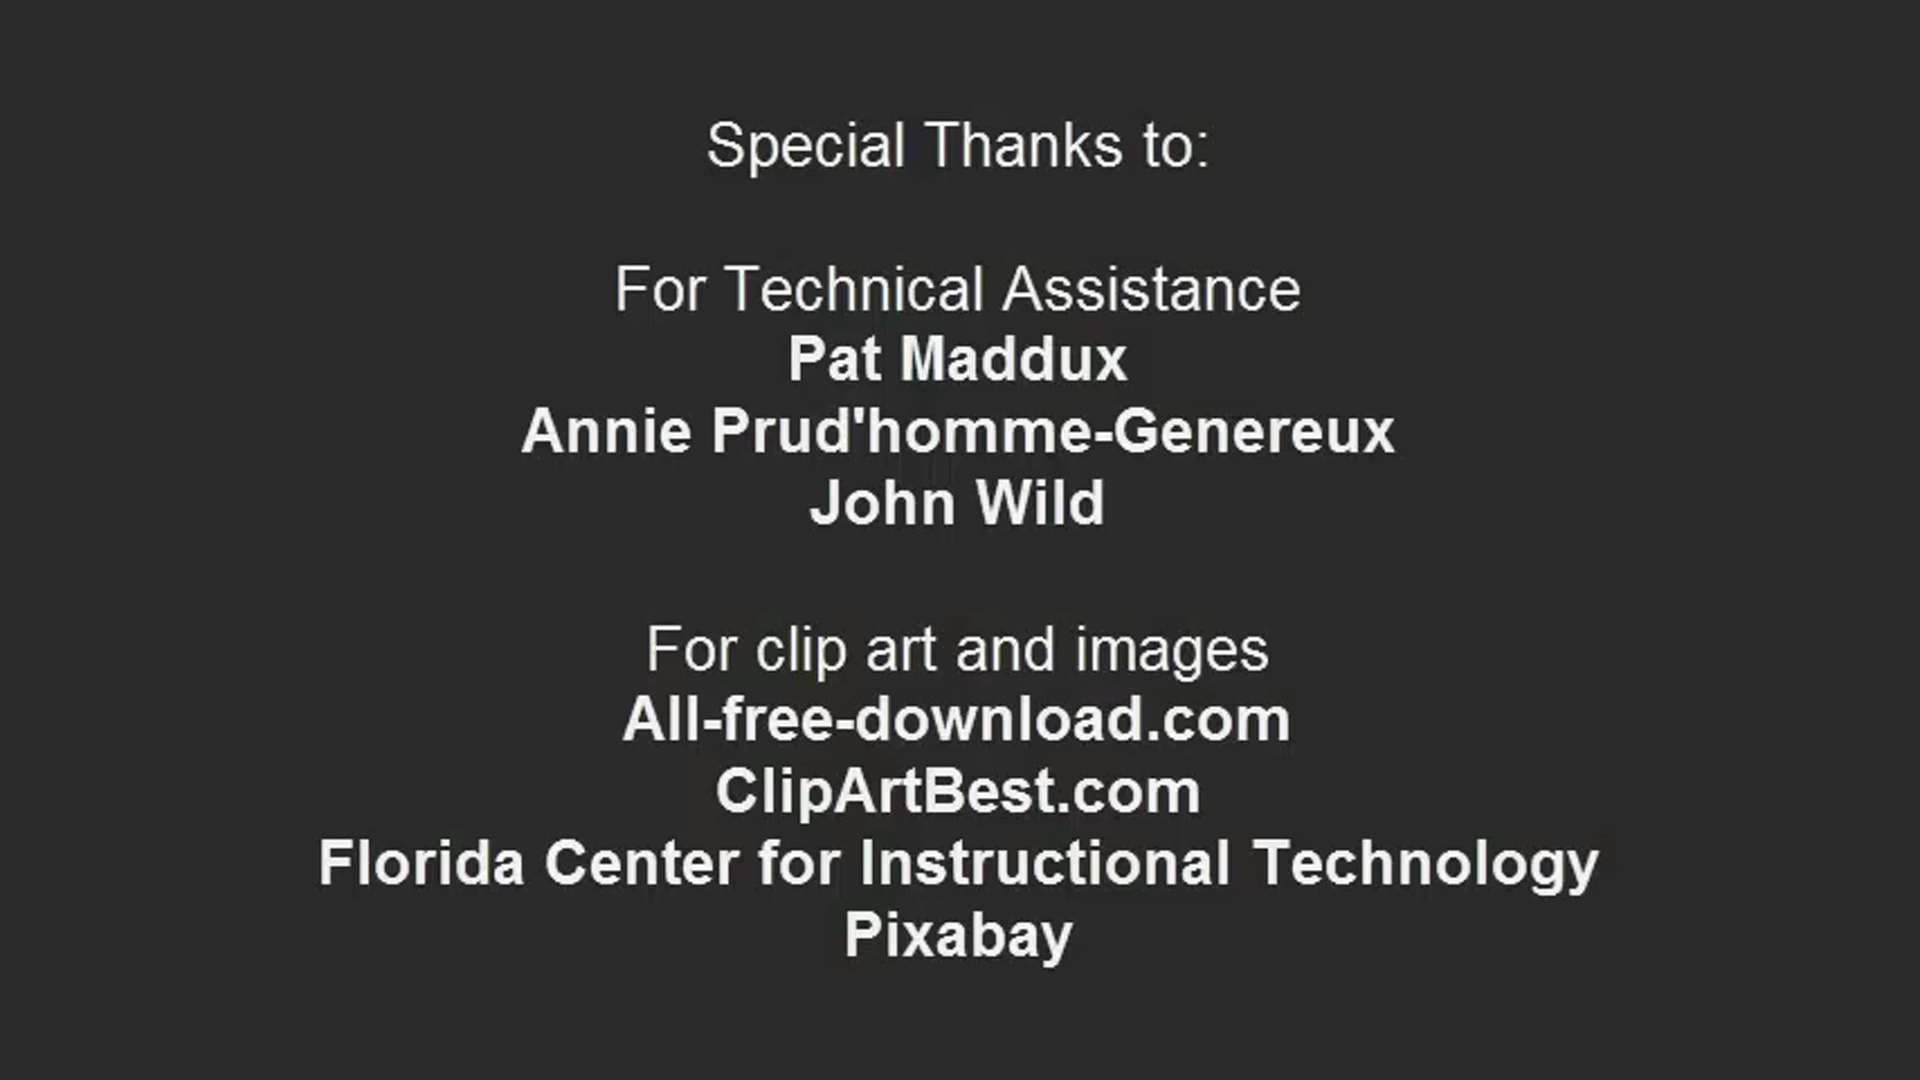 Special Thanks to:
For Technical Assistance
Pat Maddux
Annie Prud'homme-Genereux
John Wild
For clip art and images
All-free-download.com
ClipArtBest.com
Florida Center for Instructional Technology
Pixabay